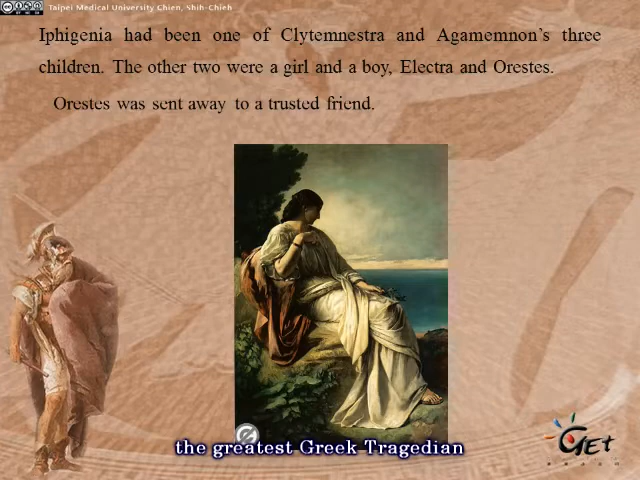 Taipei Medical University Chien, Shih-Chieh
Iphigenia had been one of Clytemnestra and Agamemnon's three
children. The other two were a girl and a boy, Electra and Orestes.
Orestes was sent away to a trusted friend.
the greatest Greek Tragedian
GET